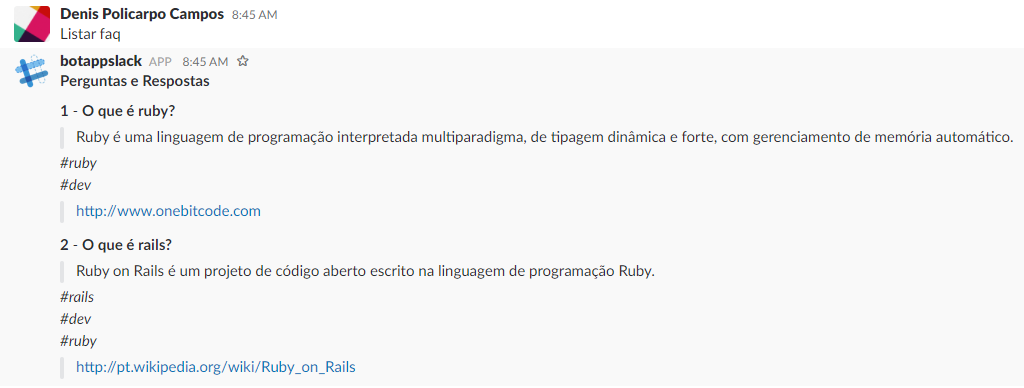 Denis Policarpo Campos 8:45 AM
Listar faq
botappslack APP 8:45 AM
Perguntas e Respostas
1 - O que é ruby?
Ruby é uma linguagem de programação interpretada multiparadigma, de tipagem dinâmica e forte, com gerenciamento de memória automático.
#ruby
#dev
http://www.onebitcode.com
2 - O que é rails?
Ruby on Rails é um projeto de código aberto escrito na linguagem de programação Ruby.
#rails
#dev
#ruby
http://pt.wikipedia.org/wiki/Ruby_on_Rails